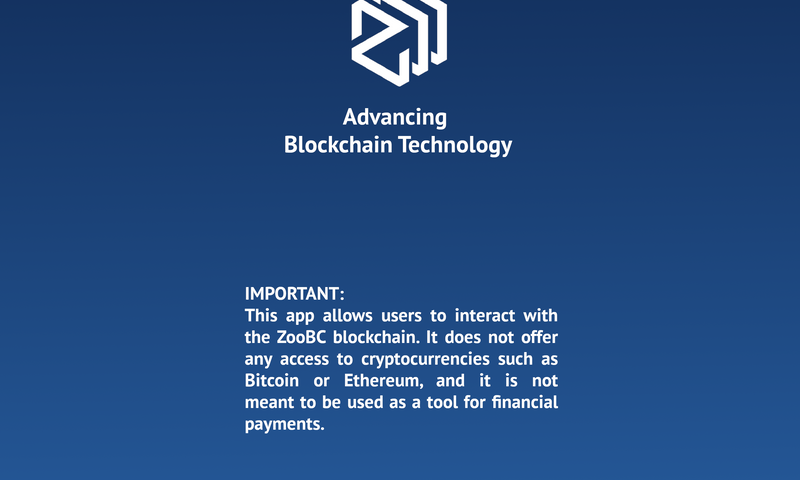 Advancing
Blockchain Technology
IMPORTANT:
This app allows users to interact with
the ZooBC blockchain. It does not offer
any access to cryptocurrencies such as
Bitcoin or Ethereum, and it is not
meant to be used as a tool for financial
payments.